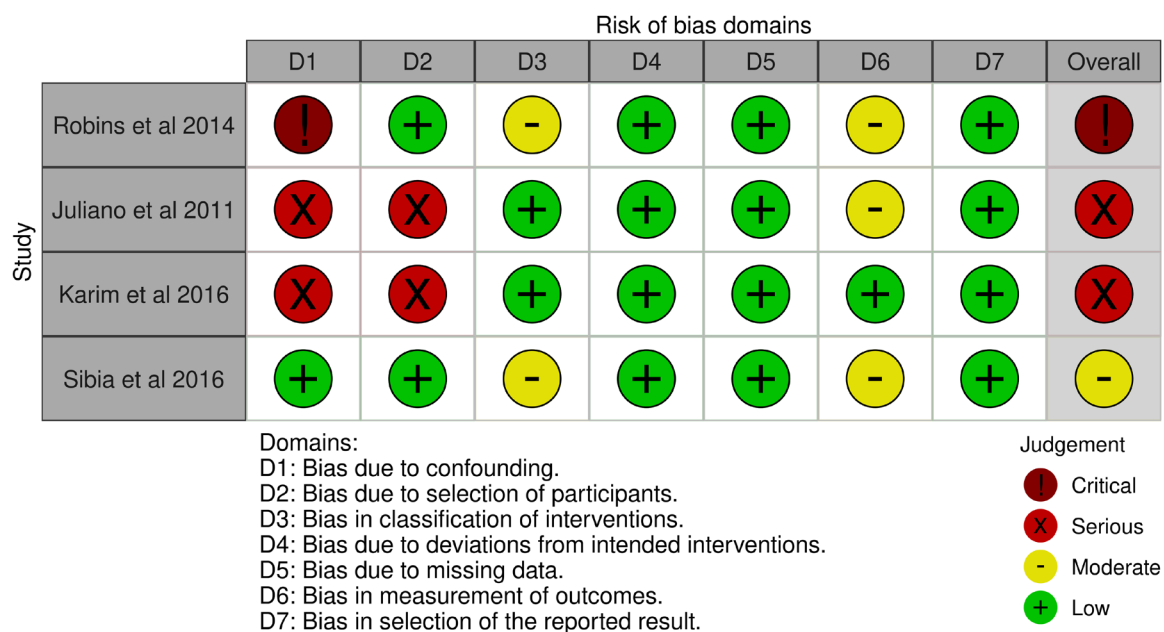 Risk of bias domains
D1 D2 D3 D4 D5 D6 D7 Overall
Study
Robins et al 2014 ! + - + + - + !
Juliano et al 2011 X X + + + - + X
Karim et al 2016 X X + + + + + X
Sibia et al 2016 + + - + + - + -
Domains:
D1: Bias due to confounding.
D2: Bias due to selection of participants.
D3: Bias in classification of interventions.
D4: Bias due to deviations from intended interventions.
D5: Bias due to missing data.
D6: Bias in measurement of outcomes.
D7: Bias in selection of the reported result.
Judgement
! Critical
X Serious
- Moderate
+ Low